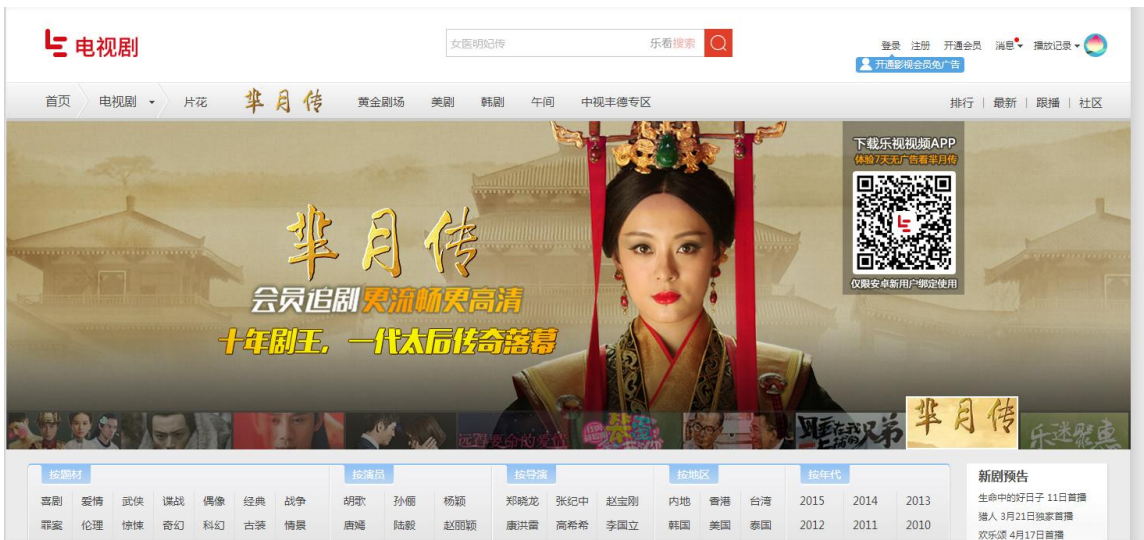 电视剧
女医明妃传 乐看搜索
登录 注册 开通会员 消息 播放记录
开通影视会员免广告
首页 电视剧 片花 芈月传 黄金剧场 美剧 韩剧 午间 中视丰德专区 排行 | 最新 | 跟播 | 社区
下载乐视视频APP
体验7天无广告看芈月传
仅限安卓新用户绑定使用
芈月传
会员追剧更流畅更高清
十年剧王，一代太后传奇落幕
远得要命的爱情
芈月传
乐迷聚惠
按题材 按演员 按导演 按地区 按年代 新剧预告
喜剧 爱情 武侠 谍战 偶像 经典 战争 胡歌 孙俪 杨颖 郑晓龙 张纪中 赵宝刚 内地 香港 台湾 2015 2014 2013
生命中的好日子 11日首播
罪案 伦理 惊悚 奇幻 科幻 古装 情景 唐嫣 陆毅 赵丽颖 康洪雷 高希希 李国立 韩国 美国 泰国 2012 2011 2010
猎人 3月21日独家首播
欢乐颂 4月17日首播